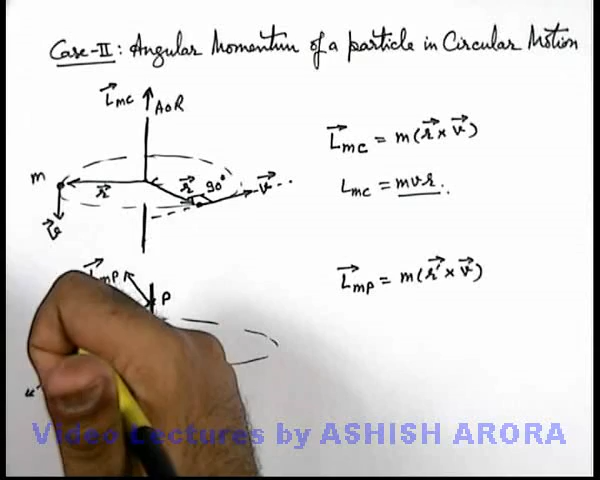 Case-II : Angular Momentum of a particle in Circular Motion
L⃗mc AOR
L⃗mc = m(r⃗ × v⃗)
m r⃗ r⃗ 90° v⃗
Lmc = mvr.
v⃗
L⃗mp P
L⃗mp = m(r⃗' × v⃗)
Video Lectures by ASHISH ARORA